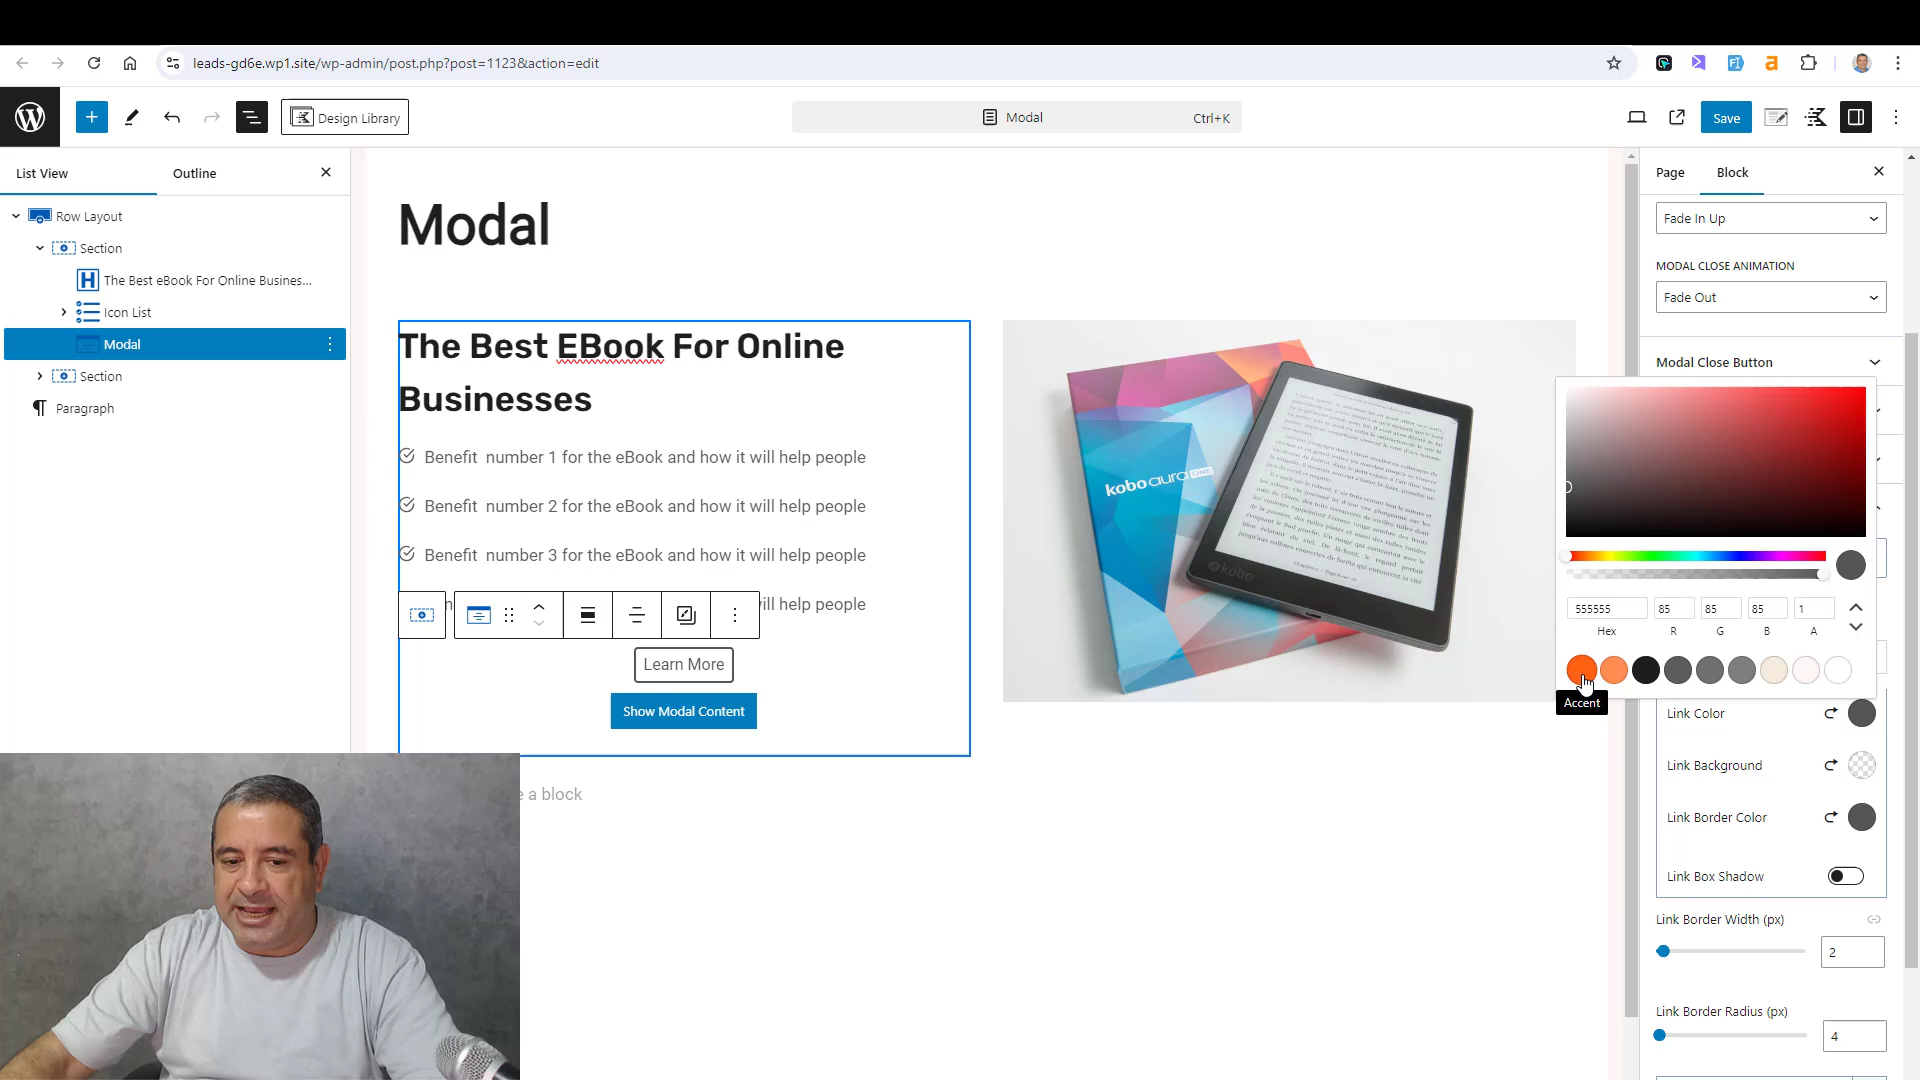 leads-gd6e.wp1.site/wp-admin/post.php?post=1123&action=edit
Design Library
Modal
Ctrl+K
Save
List View
Outline
Row Layout
Section
The Best eBook For Online Busines...
Icon List
Modal
Section
Paragraph
Modal
The Best EBook For Online
Businesses
Benefit number 1 for the eBook and how it will help people
Benefit number 2 for the eBook and how it will help people
Benefit number 3 for the eBook and how it will help people
ill help people
Learn More
Show Modal Content
e a block
kobo aura ONE
kobo
Page
Block
Fade In Up
MODAL CLOSE ANIMATION
Fade Out
Modal Close Button
555555
85
85
85
1
Hex
R
G
B
A
Accent
Link Color
Link Background
Link Border Color
Link Box Shadow
Link Border Width (px)
2
Link Border Radius (px)
4